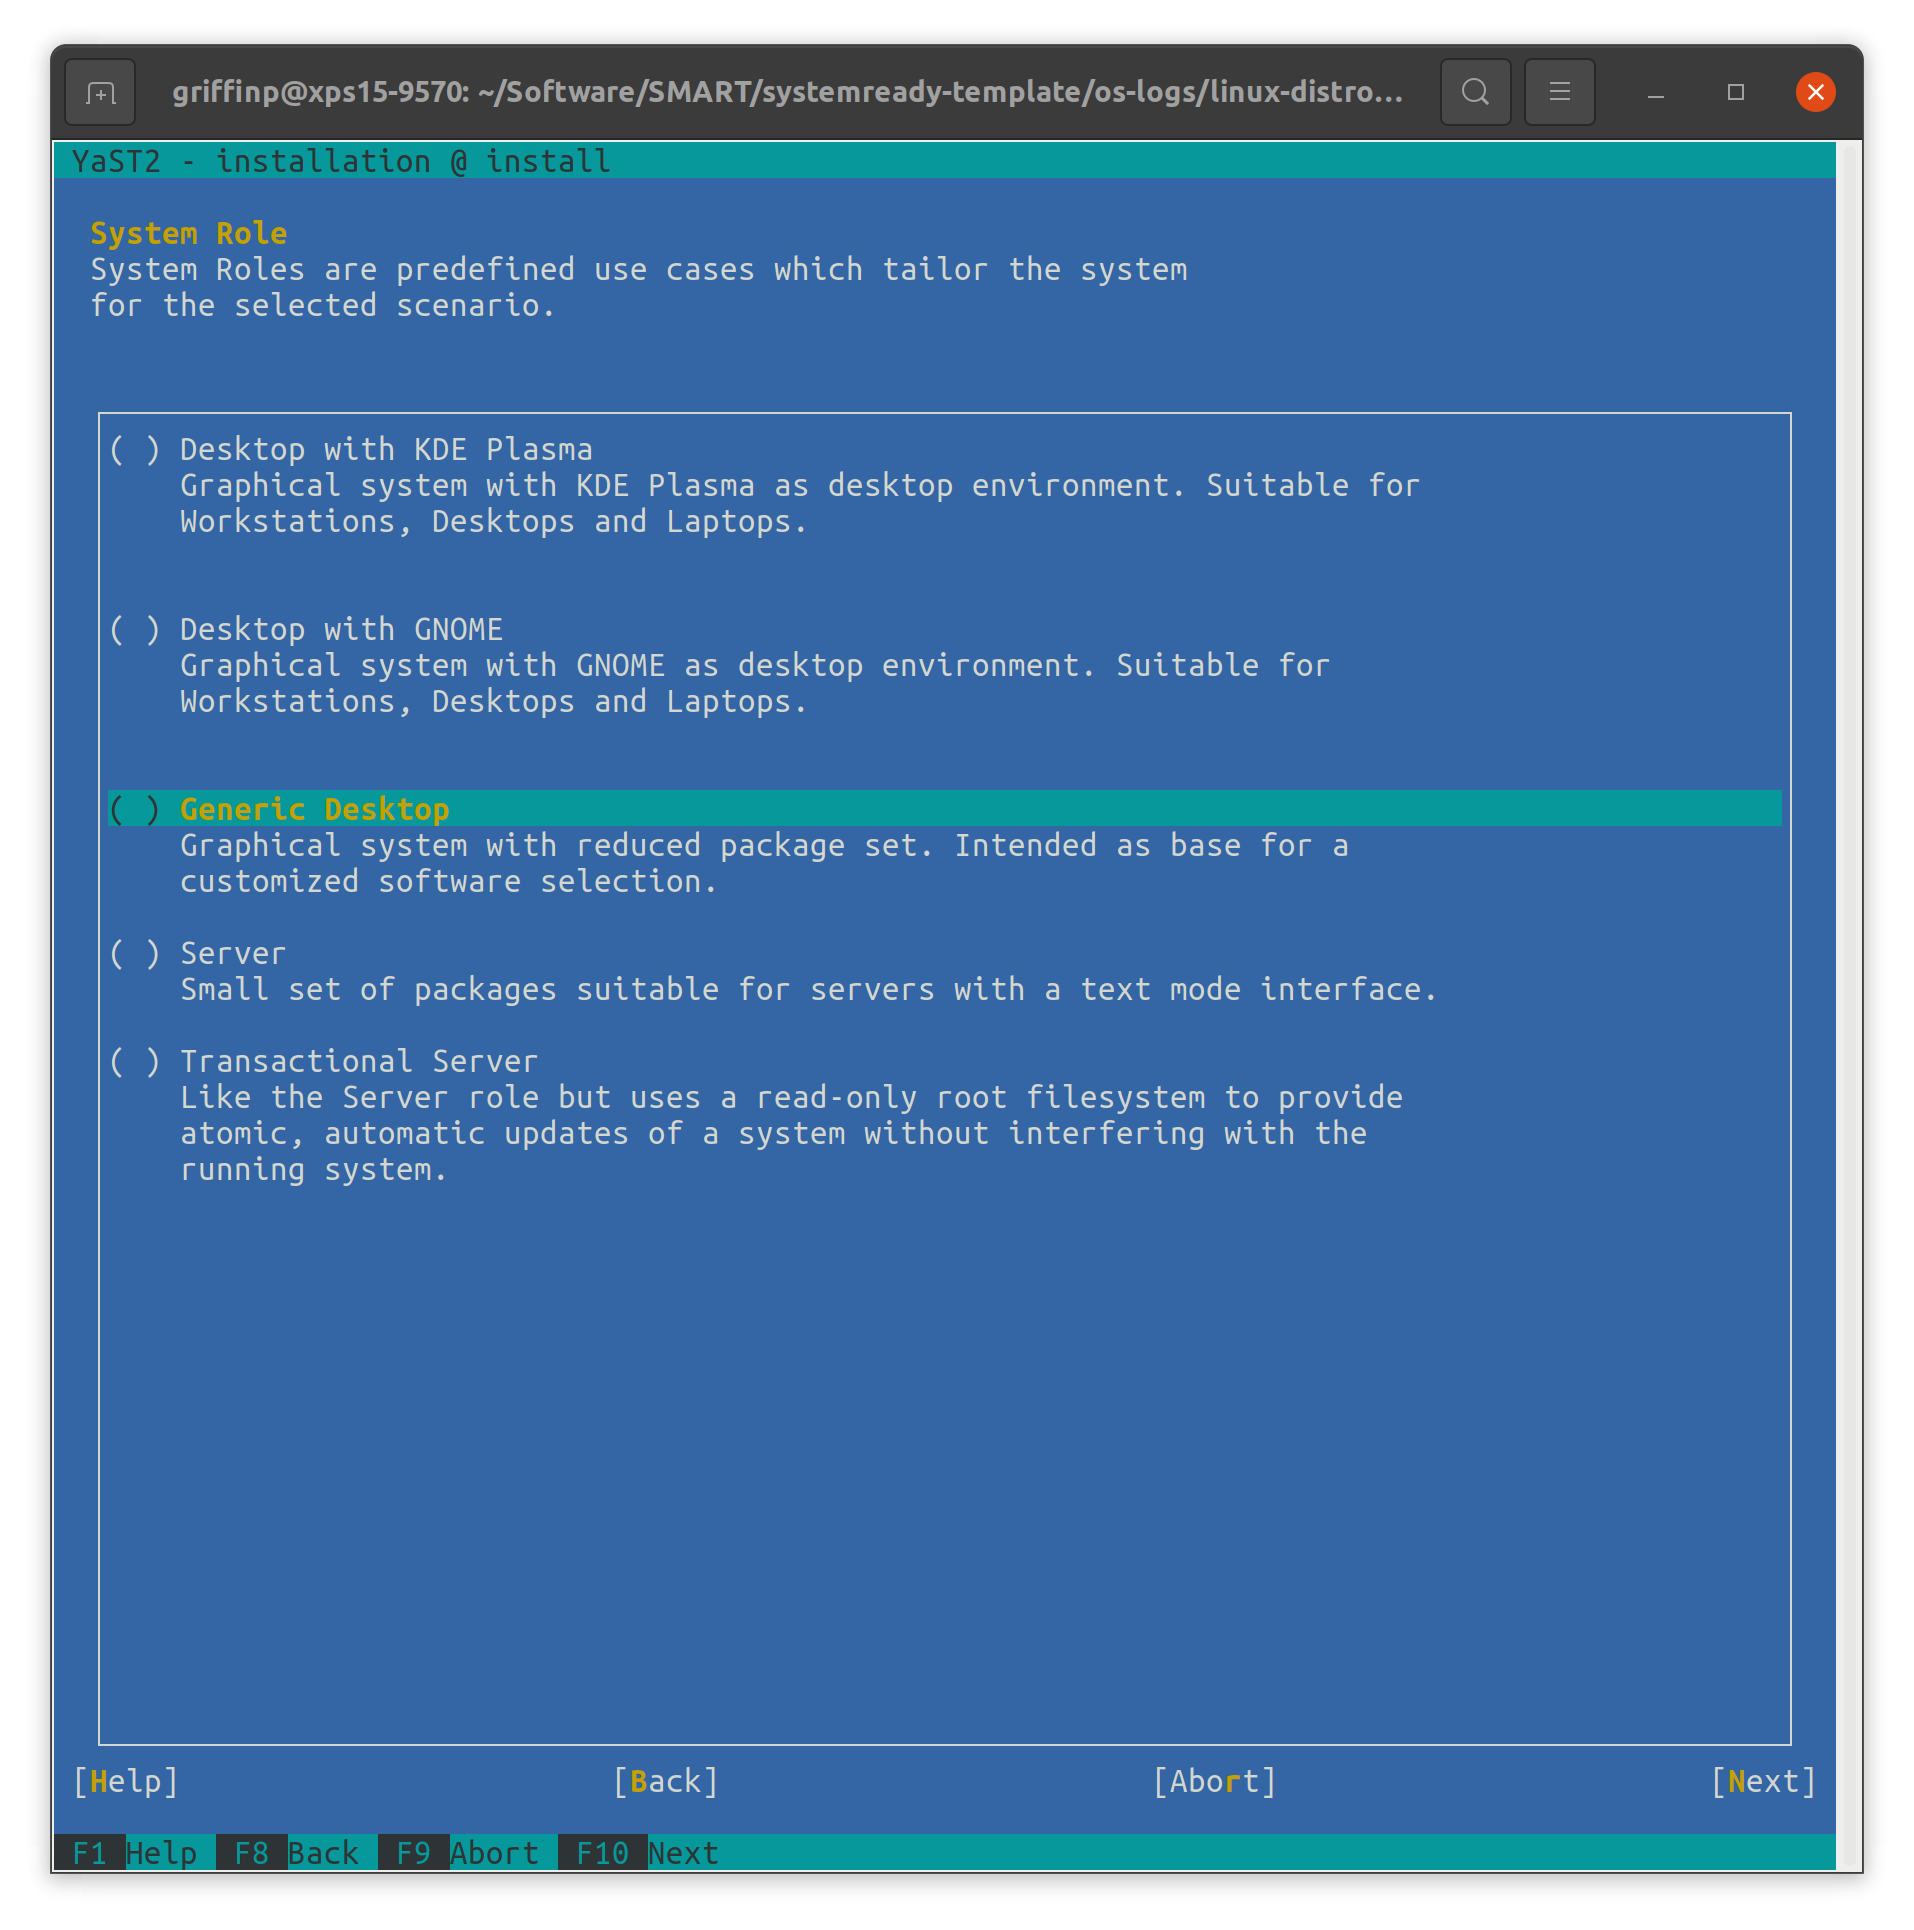 griffinp@xps15-9570: ~/Software/SMART/systemready-template/os-logs/linux-distro...
YaST2 - installation @ install
System Role
System Roles are predefined use cases which tailor the system
for the selected scenario.
( ) Desktop with KDE Plasma
Graphical system with KDE Plasma as desktop environment. Suitable for
Workstations, Desktops and Laptops.
( ) Desktop with GNOME
Graphical system with GNOME as desktop environment. Suitable for
Workstations, Desktops and Laptops.
( ) Generic Desktop
Graphical system with reduced package set. Intended as base for a
customized software selection.
( ) Server
Small set of packages suitable for servers with a text mode interface.
( ) Transactional Server
Like the Server role but uses a read-only root filesystem to provide
atomic, automatic updates of a system without interfering with the
running system.
[Help] [Back] [Abort] [Next]
F1 Help F8 Back F9 Abort F10 Next